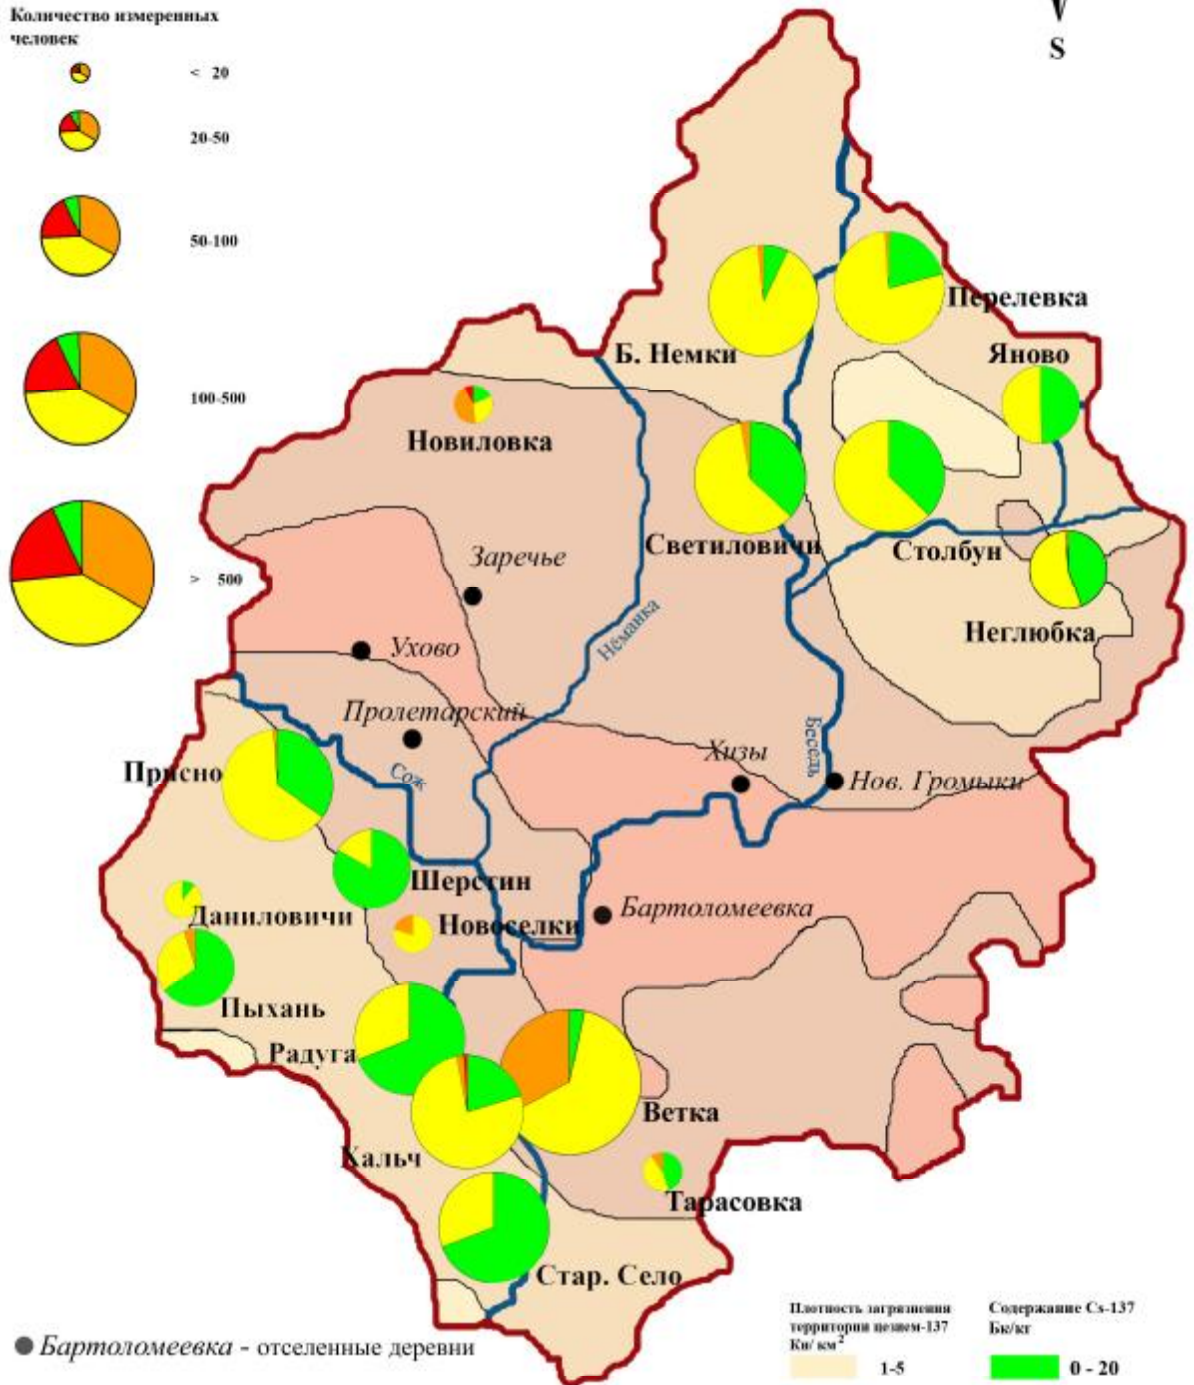 Количество измеренных
человек
S
< 20
20-50
50-100
Перелевка
Б. Немки
Яново
100-500
Новиловка
Светиловичи
Столбун
Заречье
> 500
Нёманка
Неглюбка
Ухово
Пролетарский
Беседь
Хизы
Присно
Сож
Нов. Громыки
Шерстин
Даниловичи
Новоселки
Бартоломеевка
Пыхань
Радуга
Ветка
Хальч
Тарасовка
Стар. Село
Бартоломеевка - отселенные деревни
Плотность загрязнения
территории цезием-137
Ки/ км²
1-5
Содержание Cs-137
Бк/кг
0 - 20